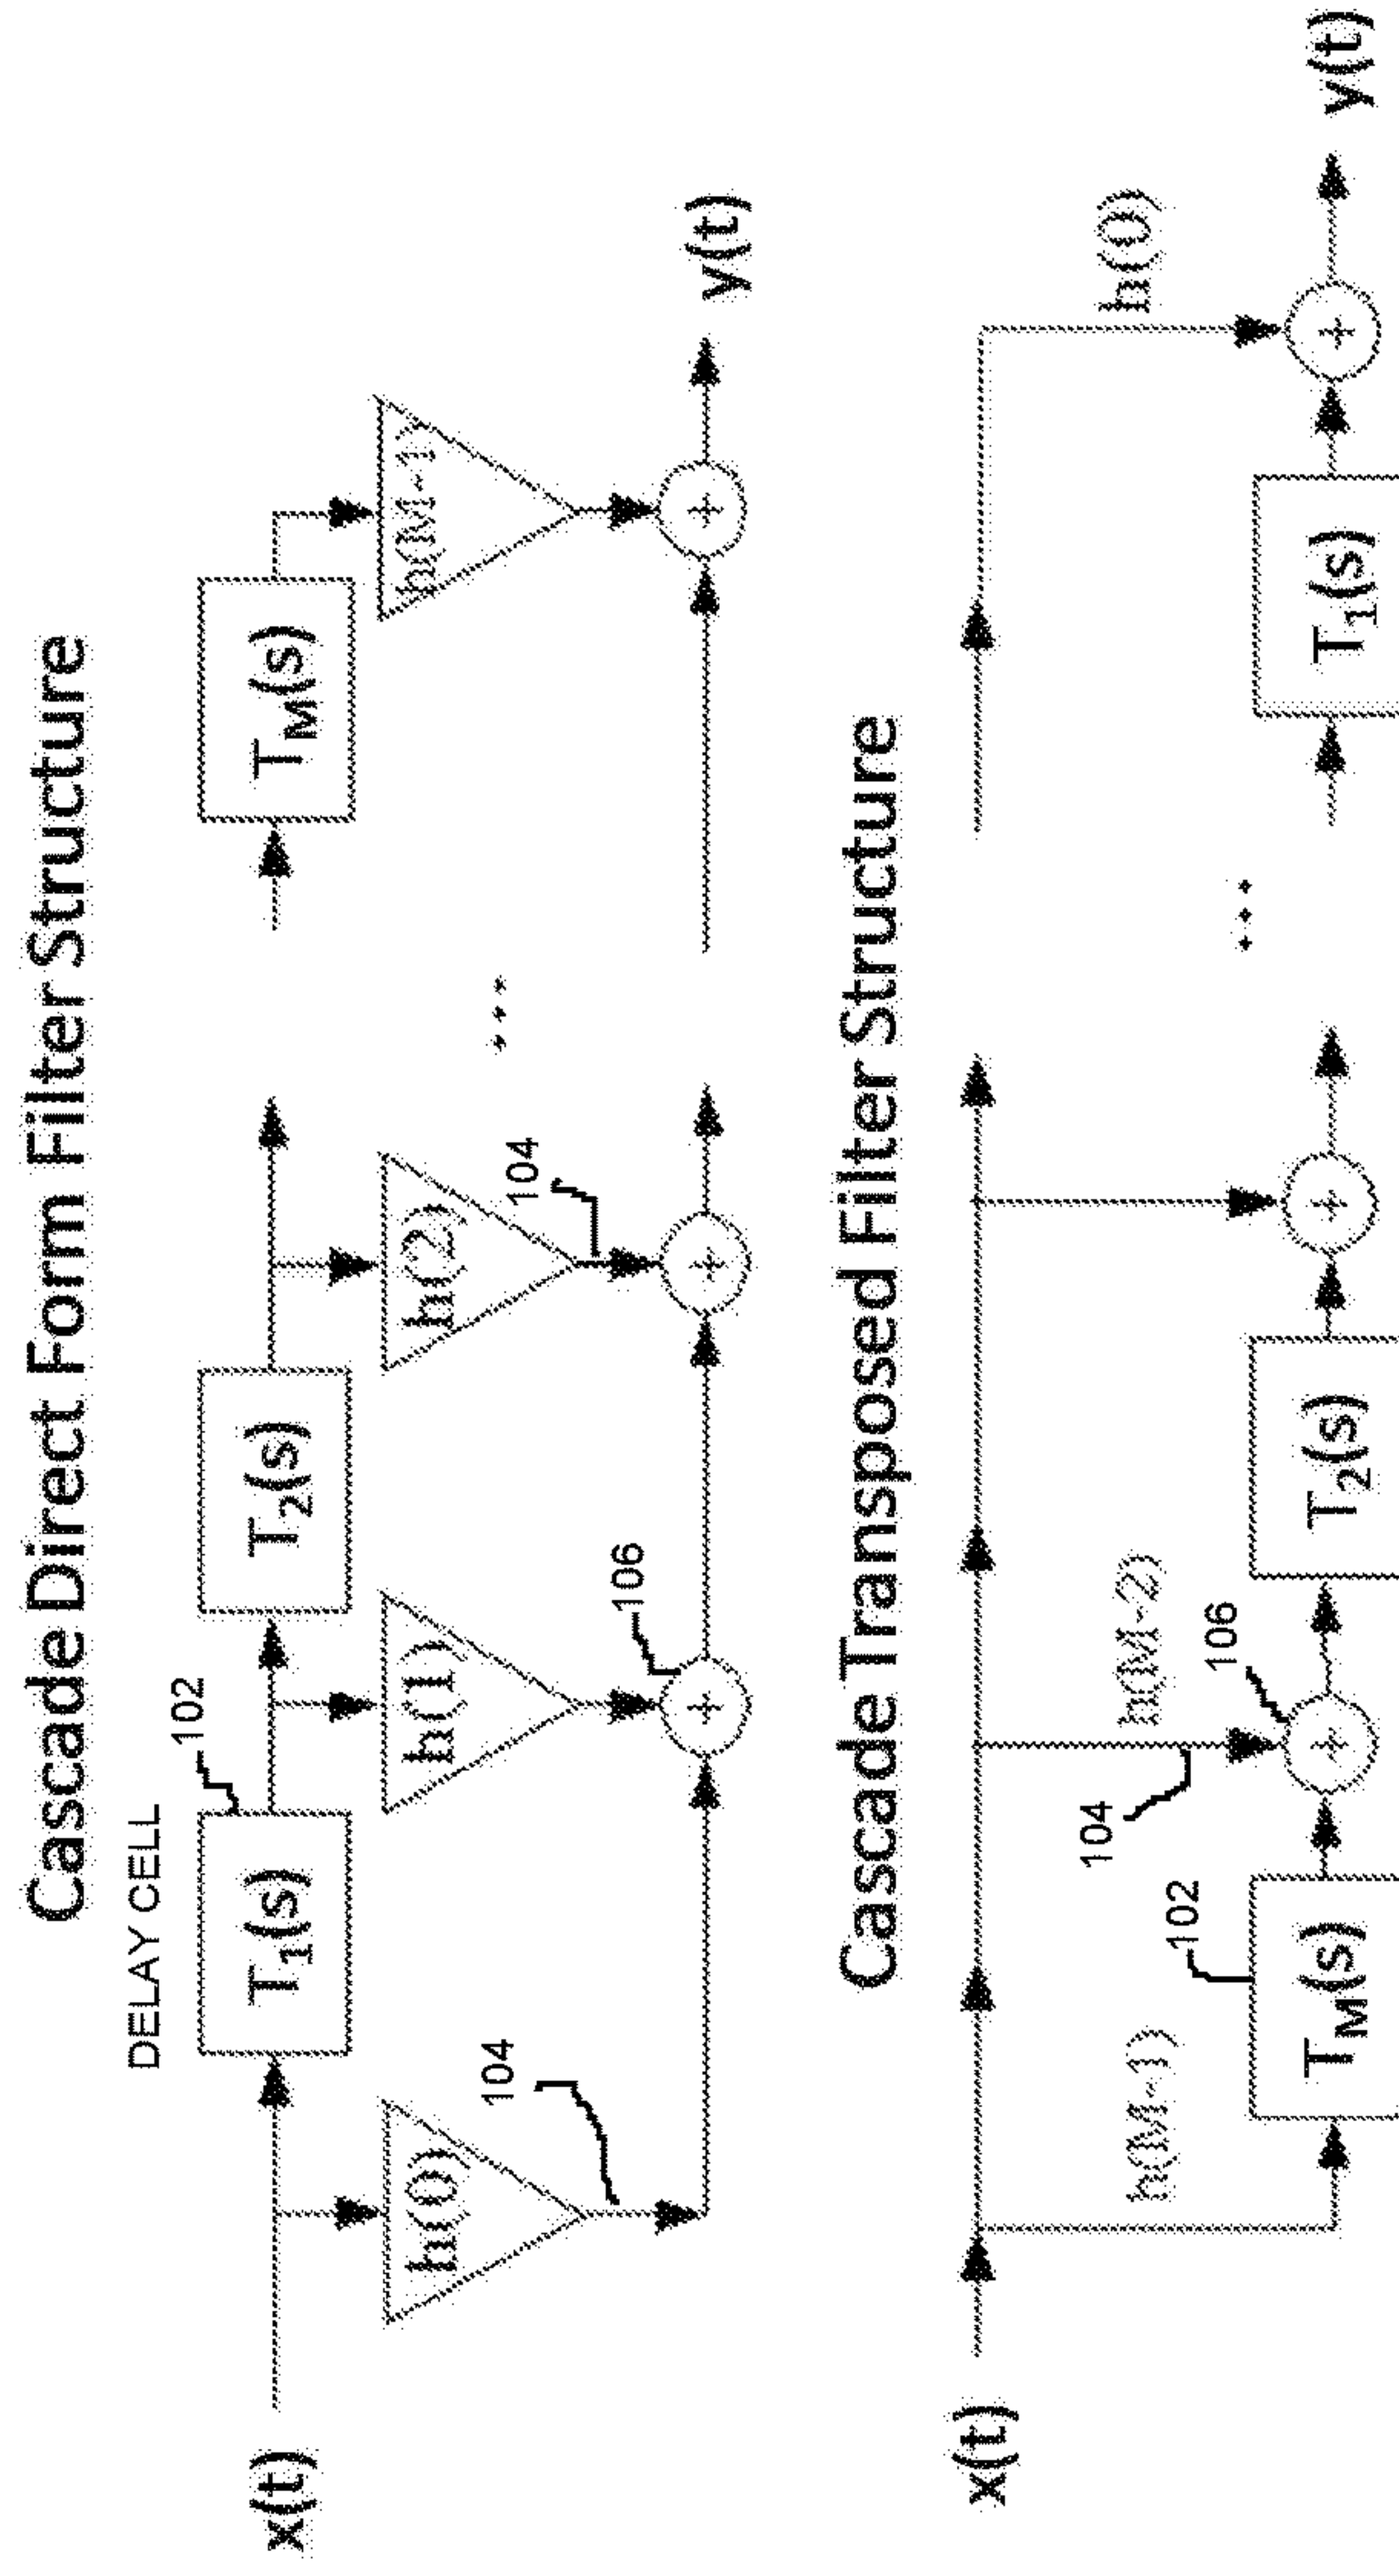 Cascade Direct Form Filter Structure
DELAY CELL
102
x(t)
T1(s)
T2(s)
TM(s)
h(0)
h(1)
h(2)
h(M-1)
104
106
104
...
y(t)
Cascade Transposed Filter Structure
x(t)
h(M-1)
104
h(M-2)
h(0)
102
106
...
TM(s)
T2(s)
T1(s)
y(t)